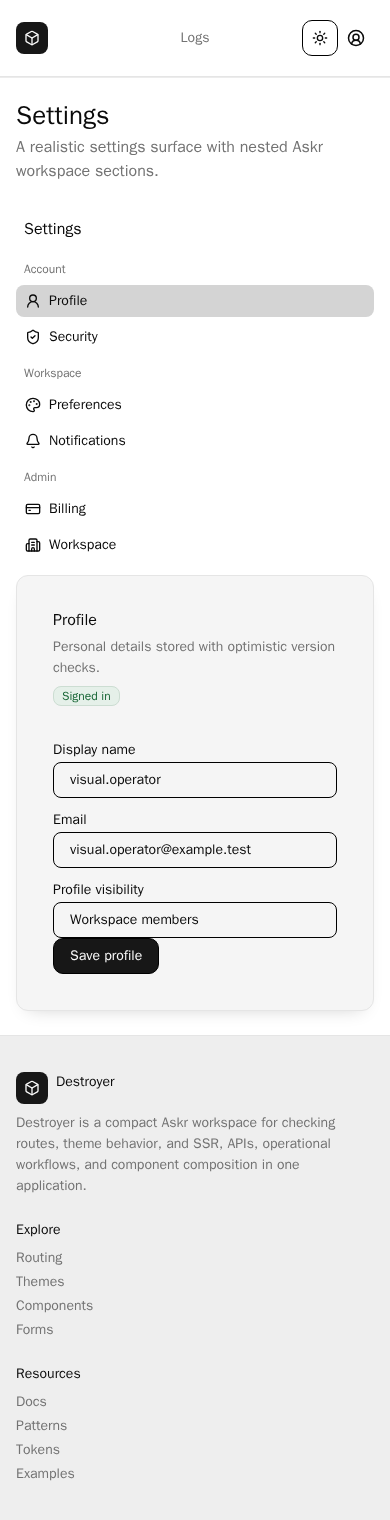 Logs
Settings
A realistic settings surface with nested Askr
workspace sections.
Settings
Account
Profile
Security
Workspace
Preferences
Notifications
Admin
Billing
Workspace
Profile
Personal details stored with optimistic version
checks.
Signed in
Display name
visual.operator
Email
visual.operator@example.test
Profile visibility
Workspace members
Save profile
Destroyer
Destroyer is a compact Askr workspace for checking
routes, theme behavior, and SSR, APIs, operational
workflows, and component composition in one
application.
Explore
Routing
Themes
Components
Forms
Resources
Docs
Patterns
Tokens
Examples